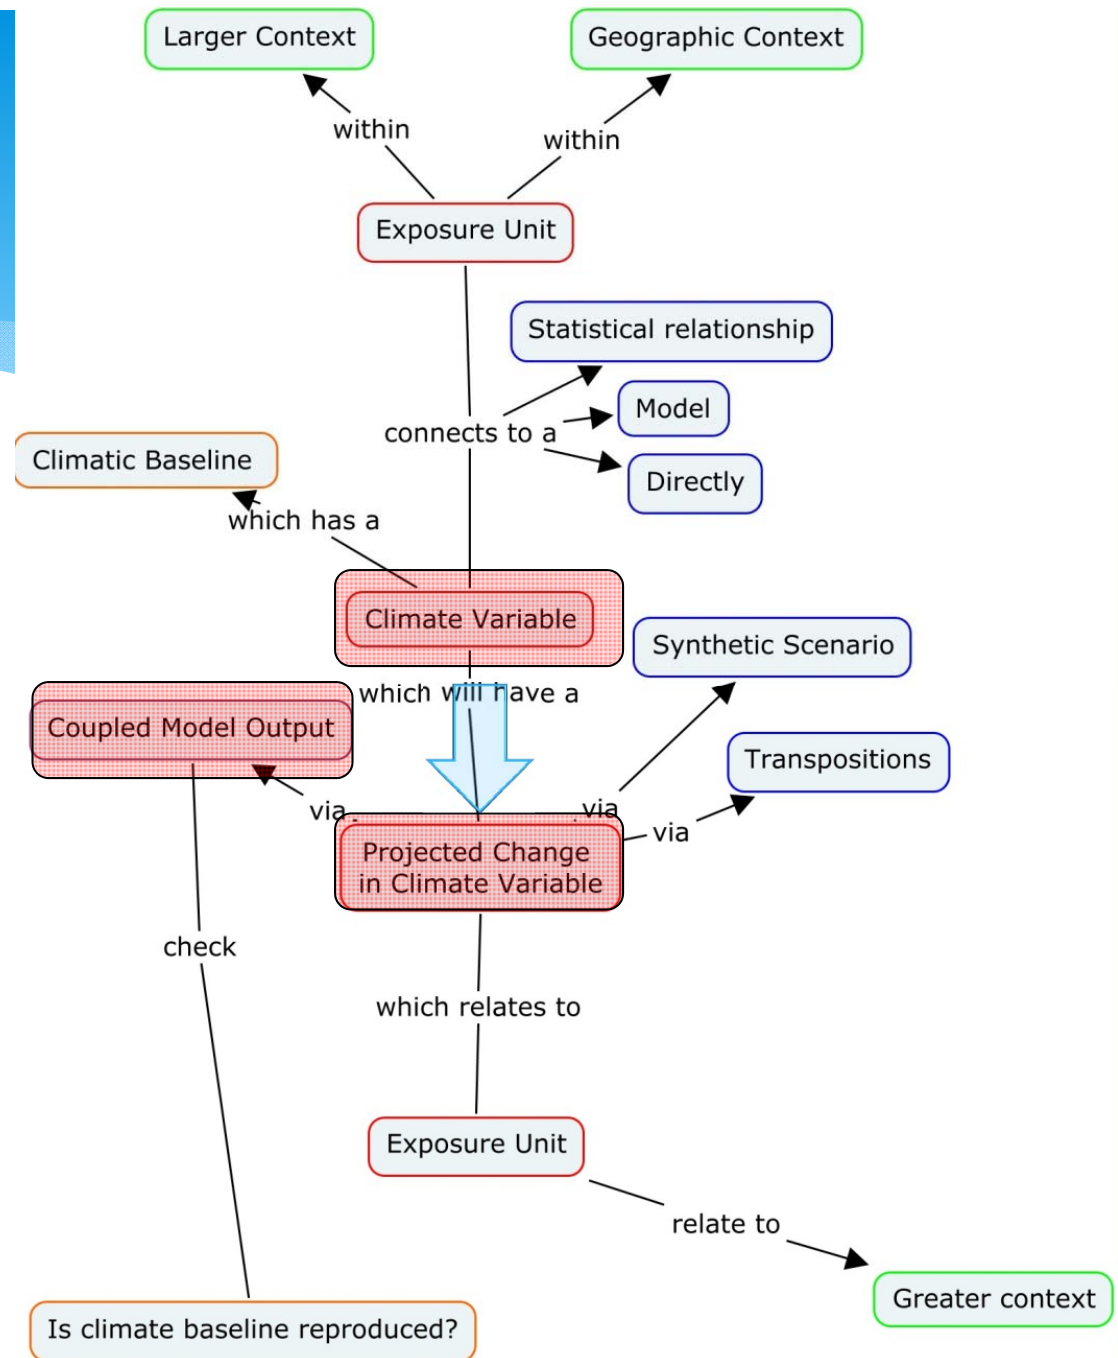 Larger Context
Geographic Context
within
within
Exposure Unit
Statistical relationship
Model
connects to a
Directly
Climatic Baseline
which has a
Climate Variable
Synthetic Scenario
which will have a
Coupled Model Output
Transpositions
via
via
via
Projected Change
in Climate Variable
check
which relates to
Exposure Unit
relate to
Greater context
Is climate baseline reproduced?